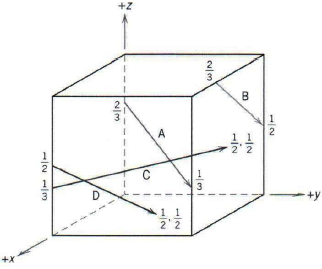 +z
2/3
B
2/3
A
1/2
1/2, 1/2
1/2
1/3
C
1/3
D
+y
1/2, 1/2
+x